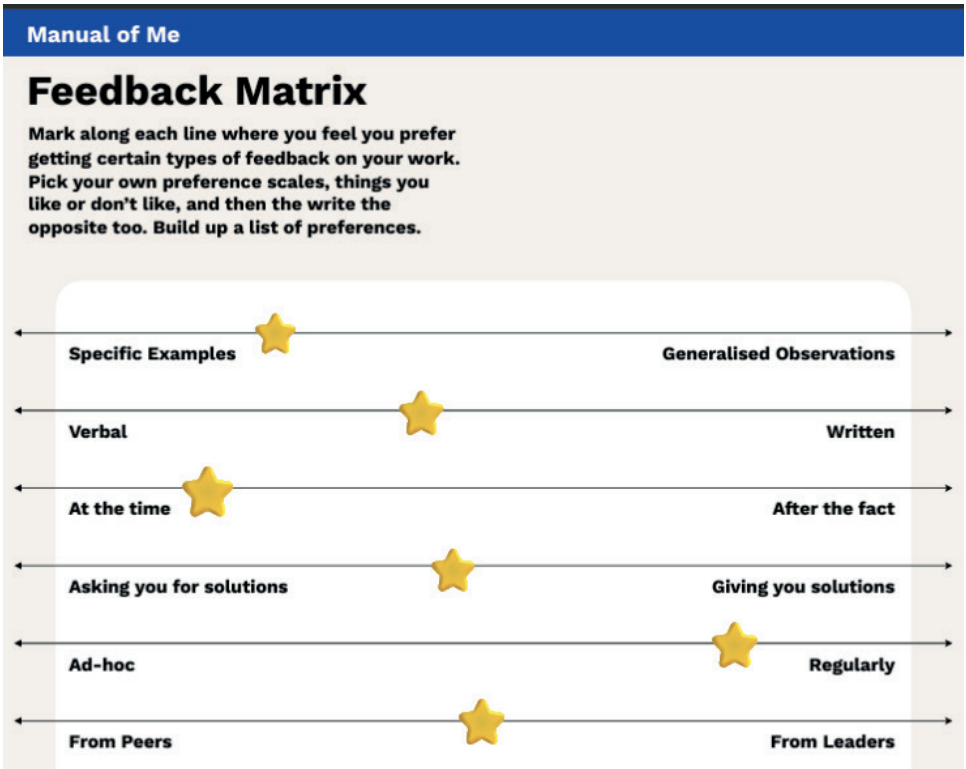 Manual of Me
Feedback Matrix
Mark along each line where you feel you prefer
getting certain types of feedback on your work.
Pick your own preference scales, things you
like or don't like, and then the write the
opposite too. Build up a list of preferences.
Specific Examples Generalised Observations
Verbal Written
At the time After the fact
Asking you for solutions Giving you solutions
Ad-hoc Regularly
From Peers From Leaders